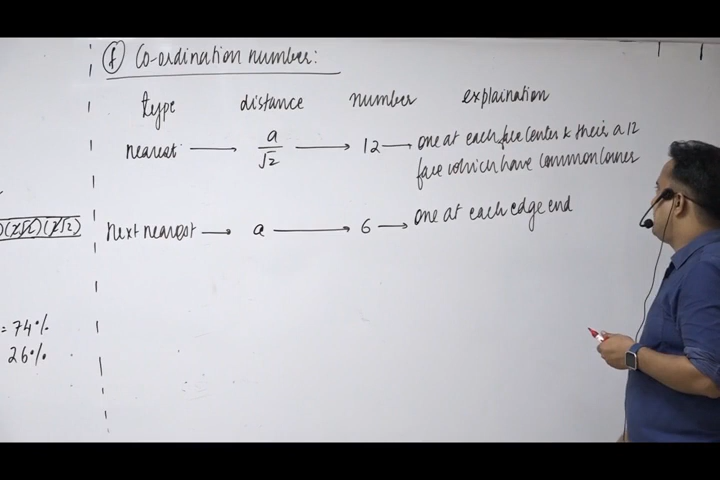 (f) Co-ordination number:
type distance number explaination
nearest → a/√2 → 12 → one at each face center & their a 12
face which have common corner
next nearest → a → 6 → one at each edge end
= 74%
26%